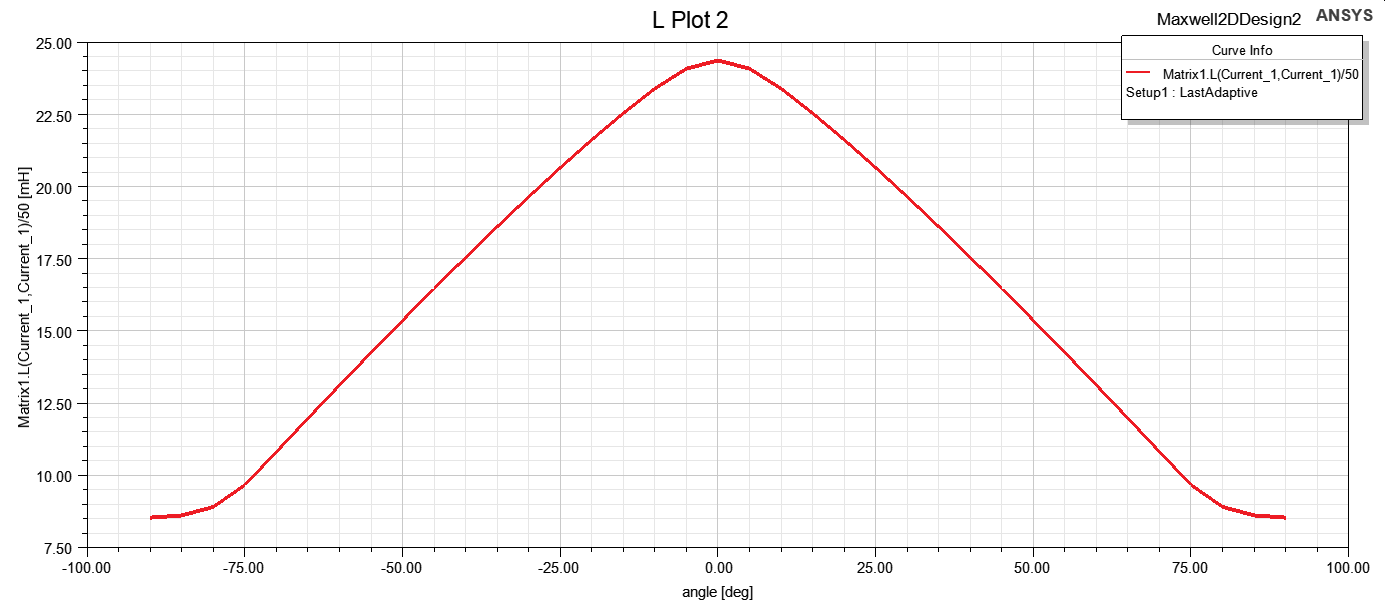 L Plot 2
Maxwell2DDesign2
ANSYS
Curve Info
Matrix1.L(Current_1,Current_1)/50
Setup1 : LastAdaptive
25.00
22.50
20.00
17.50
15.00
12.50
10.00
7.50
Matrix1.L(Current_1,Current_1)/50 [mH]
-100.00 -75.00 -50.00 -25.00 0.00 25.00 50.00 75.00 100.00
angle [deg]